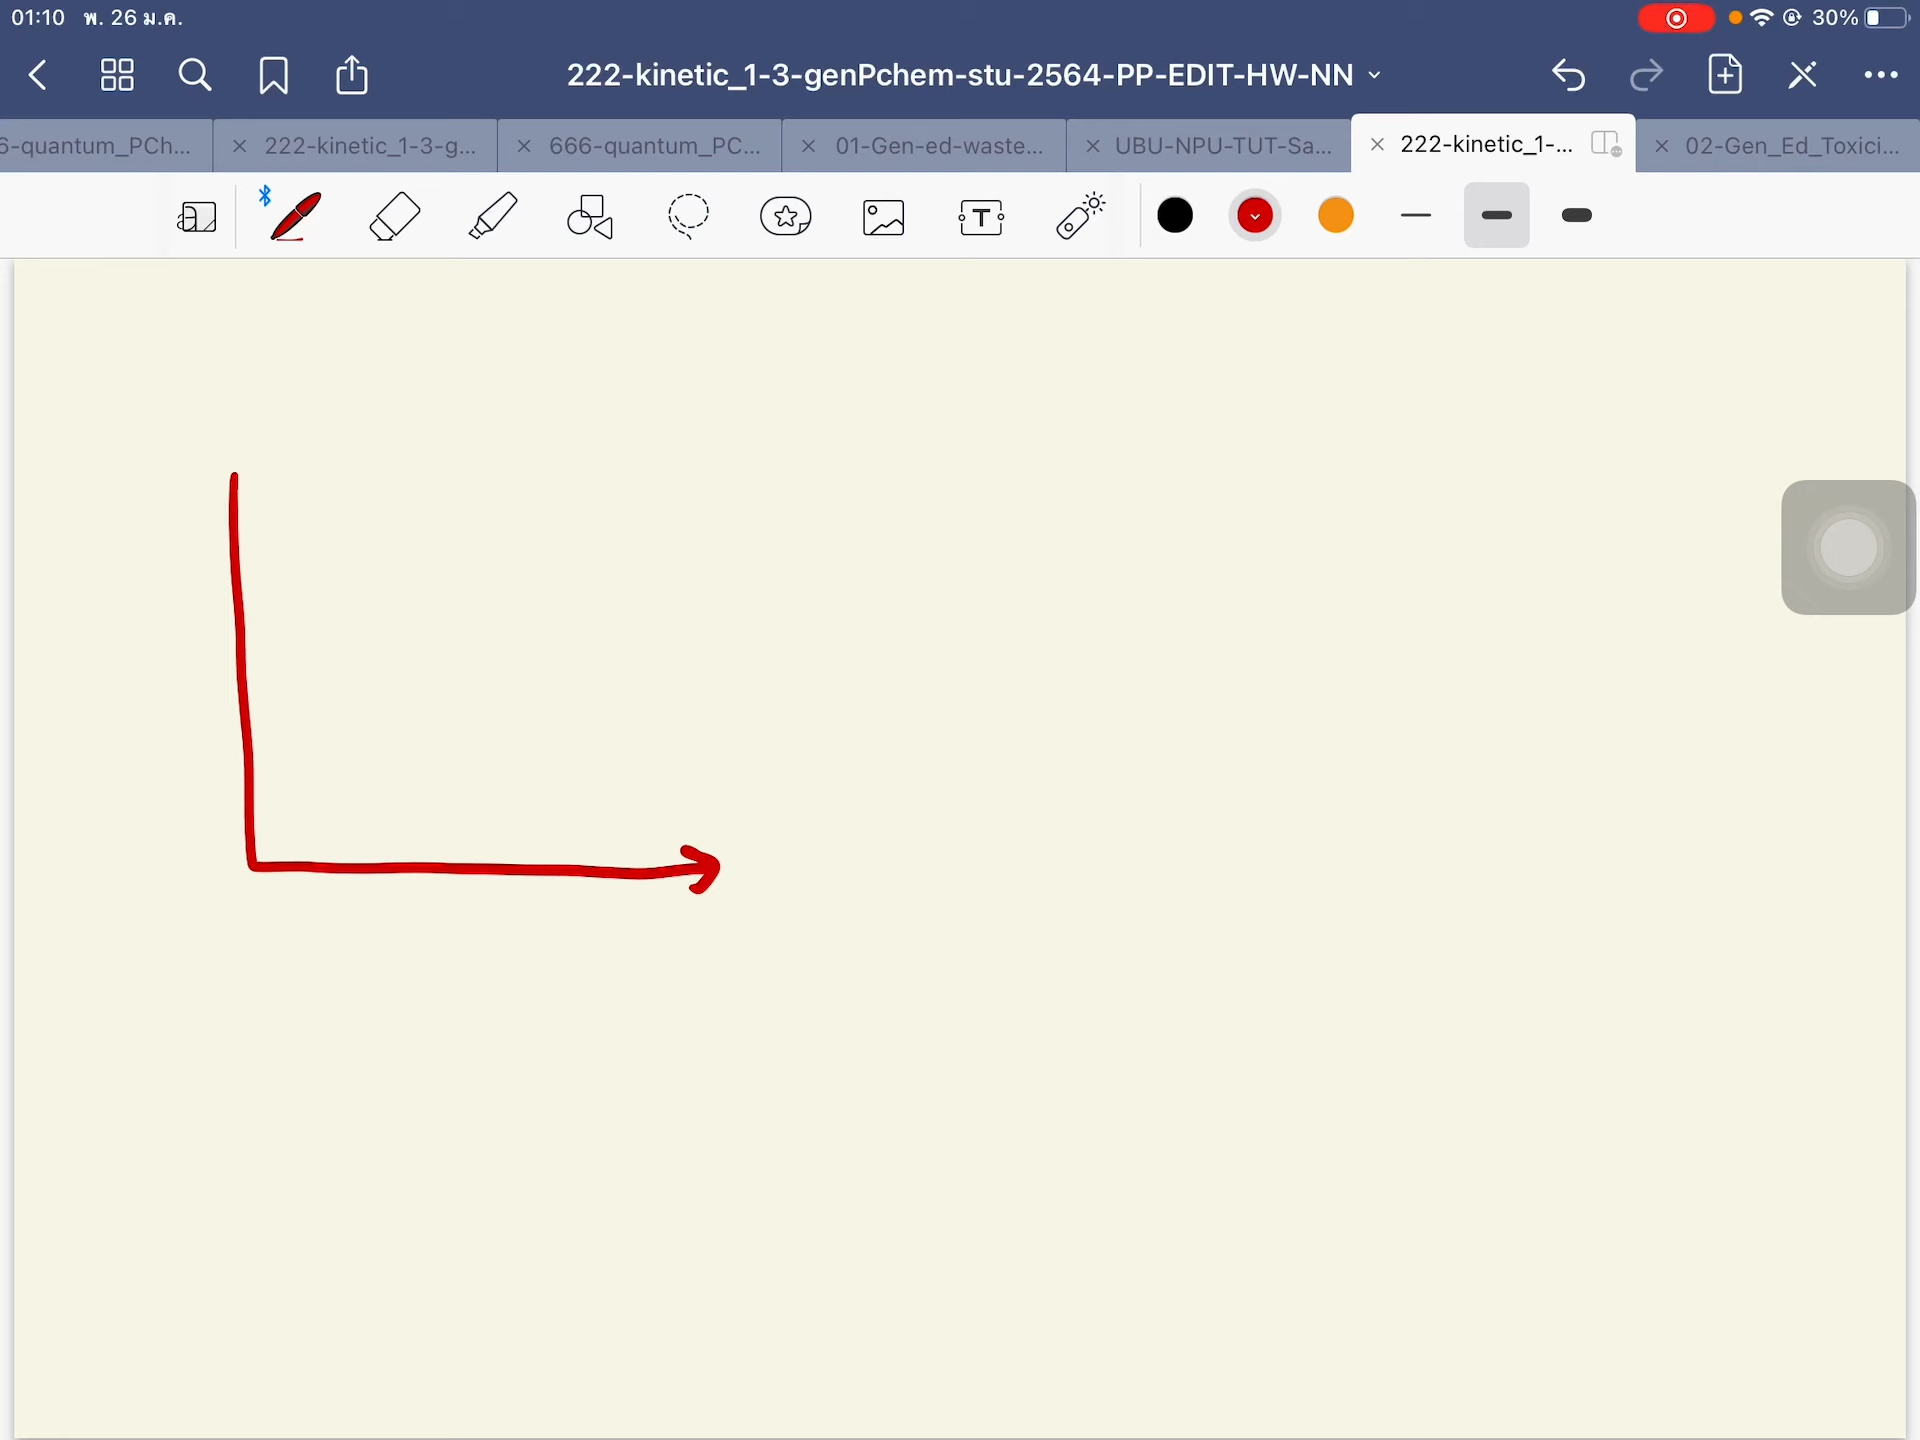 01:10 พ. 26 ม.ค.
30%
222-kinetic_1-3-genPchem-stu-2564-PP-EDIT-HW-NN
6-quantum_PCh...
222-kinetic_1-3-g...
666-quantum_PC...
01-Gen-ed-waste...
UBU-NPU-TUT-Sa...
222-kinetic_1-...
02-Gen_Ed_Toxici...
a
T